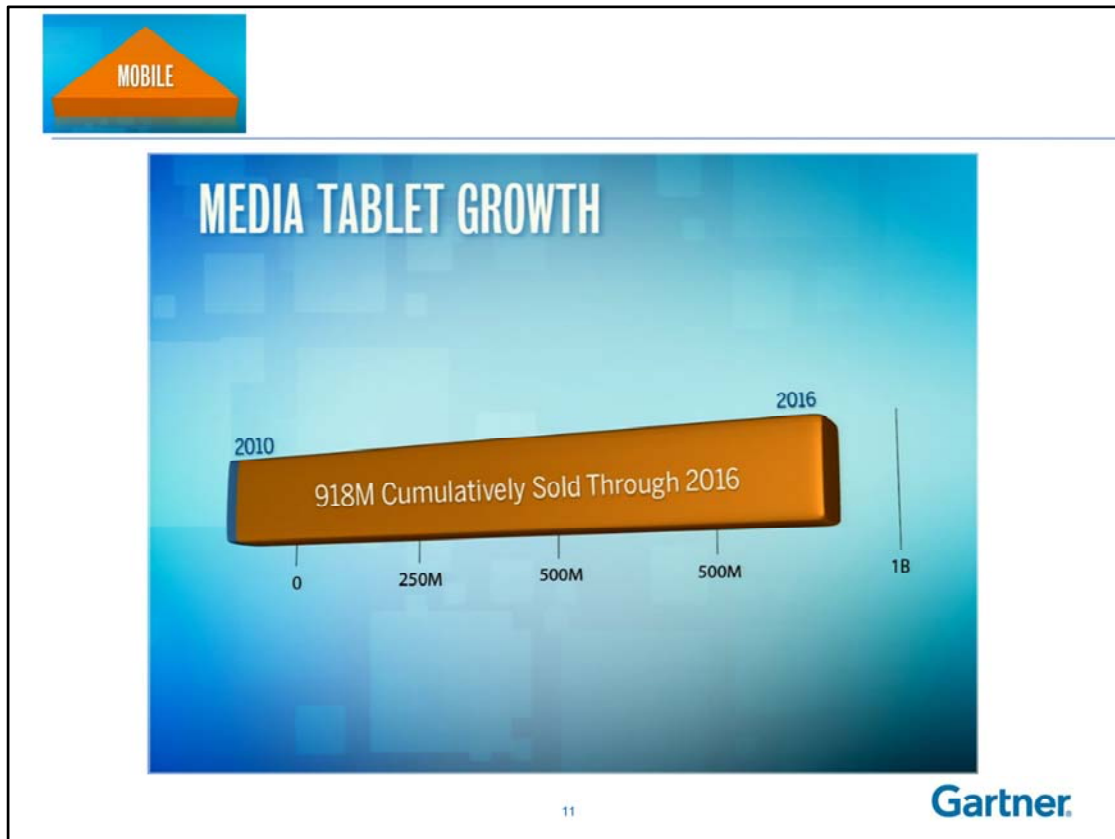 MOBILE
MEDIA TABLET GROWTH
2010
2016
918M Cumulatively Sold Through 2016
0
250M
500M
500M
1B
11
Gartner.